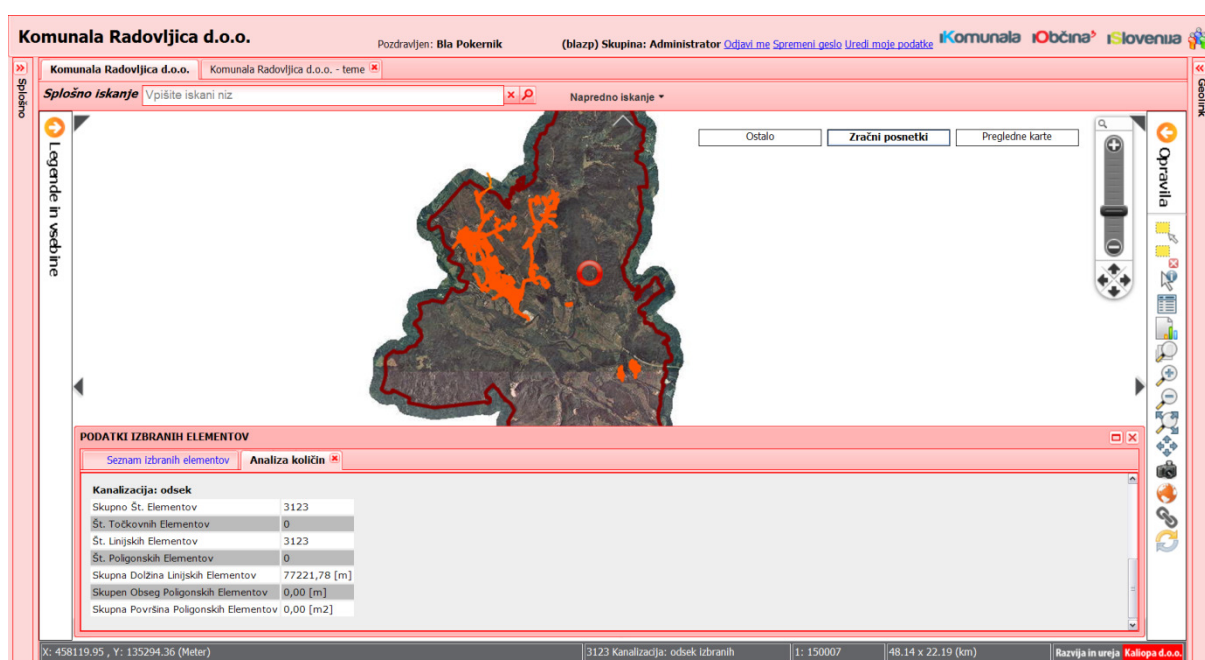 Komunala Radovljica d.o.o.
Pozdravljen: Bla Pokernik (blazp) Skupina: Administrator Odjavi me Spremeni geslo Uredi moje podatke
iKomunala iObčina³ iSlovenija
Splošno
Geolink
Komunala Radovljica d.o.o. Komunala Radovljica d.o.o. - teme
Splošno iskanje Vpišite iskani niz Napredno iskanje
Legende in vsebine
Ostalo Zračni posnetki Pregledne karte
Opravila
PODATKI IZBRANIH ELEMENTOV
Seznam izbranih elementov Analiza količin
Kanalizacija: odsek
Skupno Št. Elementov 3123
Št. Točkovnih Elementov 0
Št. Linijskih Elementov 3123
Št. Poligonskih Elementov 0
Skupna Dolžina Linijskih Elementov 77221,78 [m]
Skupen Obseg Poligonskih Elementov 0,00 [m]
Skupna Površina Poligonskih Elementov 0,00 [m2]
X: 458119.95 , Y: 135294.36 (Meter) 3123 Kanalizacija: odsek izbranih 1: 150007 48.14 x 22.19 (km) Razvija in ureja Kaliopa d.o.o.